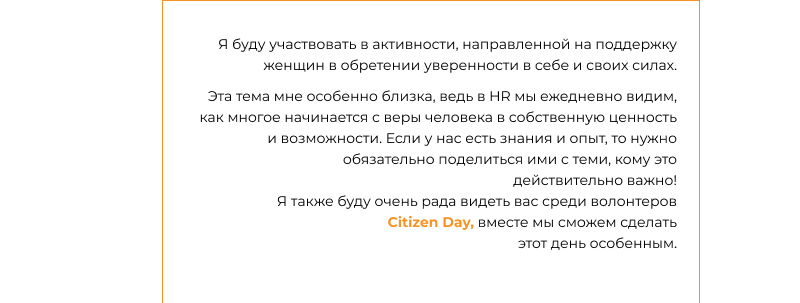 Я буду участвовать в активности, направленной на поддержку
женщин в обретении уверенности в себе и своих силах.
Эта тема мне особенно близка, ведь в HR мы ежедневно видим,
как многое начинается с веры человека в собственную ценность
и возможности. Если у нас есть знания и опыт, то нужно
обязательно поделиться ими с теми, кому это
действительно важно!
Я также буду очень рада видеть вас среди волонтеров
Citizen Day, вместе мы сможем сделать
этот день особенным.